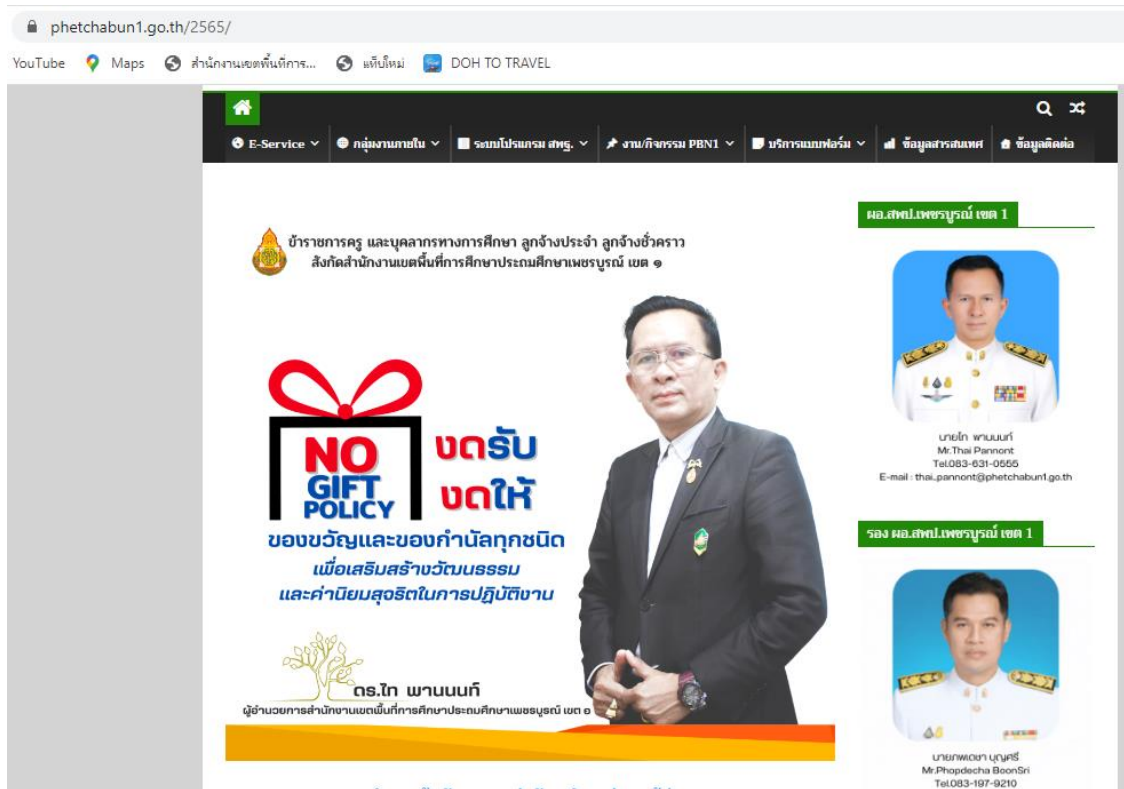 phetchabun1.go.th/2565/
YouTube Maps สำนักงานเขตพื้นที่การ... แท็บใหม่ DOH TO TRAVEL
E-Service กลุ่มงานภายใน ระบบโปรแกรม สพฐ. งาน/กิจกรรม PBN1 บริการแบบฟอร์ม ข้อมูลสารสนเทศ ข้อมูลติดต่อ
ข้าราชการครู และบุคลากรทางการศึกษา ลูกจ้างประจำ ลูกจ้างชั่วคราว
สังกัดสำนักงานเขตพื้นที่การศึกษาประถมศึกษาเพชรบูรณ์ เขต ๑
NO
GIFT
POLICY
งดรับ
งดให้
ของขวัญและของกำนัลทุกชนิด
เพื่อเสริมสร้างวัฒนธรรม
และค่านิยมสุจริตในการปฏิบัติงาน
ดร.ไท พานนนท์
ผู้อำนวยการสำนักงานเขตพื้นที่การศึกษาประถมศึกษาเพชรบูรณ์ เขต ๑
ผอ.สพป.เพชรบูรณ์ เขต 1
นายไท พานนนท์
Mr.Thai Pannont
Tel.083-631-0555
E-mail : thai_pannont@phetchabun1.go.th
รอง ผอ.สพป.เพชรบูรณ์ เขต 1
นายภพเดชา บุญศรี
Mr.Phopdecha BoonSri
Tel.083-197-9210